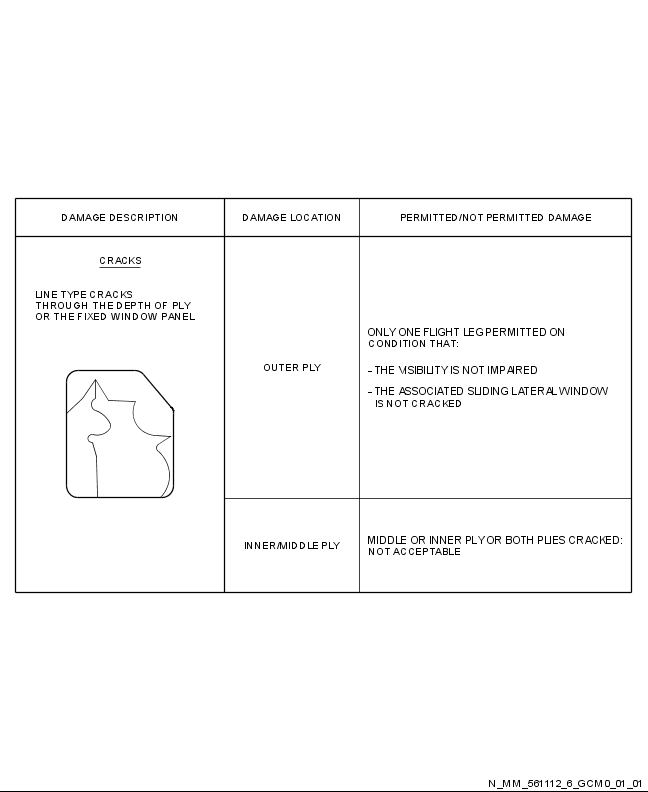 DAMAGE DESCRIPTION
DAMAGE LOCATION
PERMITTED/NOT PERMITTED DAMAGE
CRACKS
LINE TYPE CRACKS
THROUGH THE DEPTH OF PLY
OR THE FIXED WINDOW PANEL
OUTER PLY
ONLY ONE FLIGHT LEG PERMITTED ON
CONDITION THAT:
– THE VISIBILITY IS NOT IMPAIRED
– THE ASSOCIATED SLIDING LATERAL WINDOW
IS NOT CRACKED
INNER/MIDDLE PLY
MIDDLE OR INNER PLY OR BOTH PLIES CRACKED:
NOT ACCEPTABLE
N_MM_561112_6_GCM0_01_01